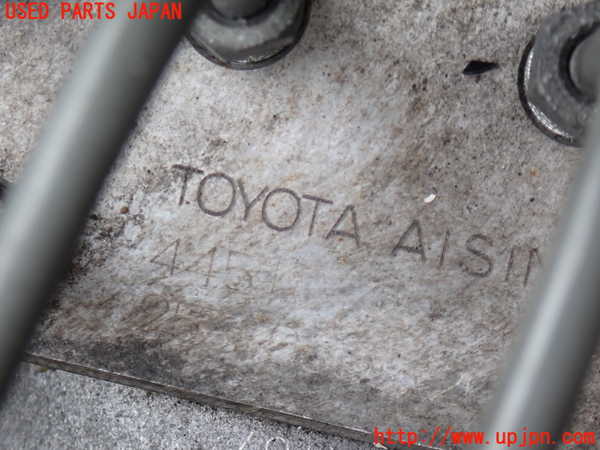 USED PARTS JAPAN
TOYOTA AISIN
http://www.upjpn.com/